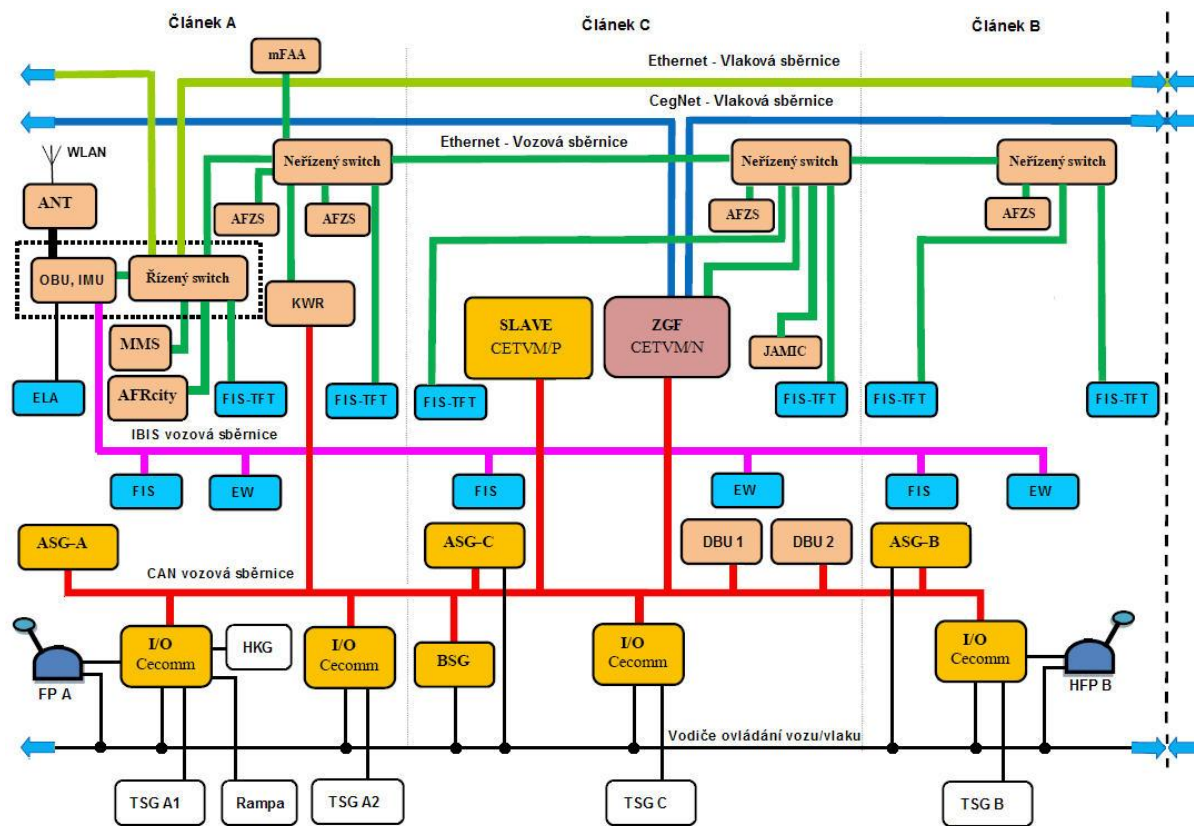 Článek A
Článek C
Článek B
mFAA
Ethernet - Vlaková sběrnice
CegNet - Vlaková sběrnice
WLAN
Ethernet - Vozová sběrnice
Neřízený switch
Neřízený switch
Neřízený switch
ANT
AFZS
AFZS
AFZS
AFZS
OBU, IMU
Řízený switch
KWR
SLAVE
CETVM/P
ZGF
CETVM/N
MMS
JAMIC
ELA
AFRcity
FIS-TFT
FIS-TFT
FIS-TFT
FIS-TFT
FIS-TFT
FIS-TFT
IBIS vozová sběrnice
FIS
EW
FIS
EW
FIS
EW
ASG-A
ASG-C
DBU 1
DBU 2
ASG-B
CAN vozová sběrnice
I/O
Cecomm
HKG
I/O
Cecomm
BSG
I/O
Cecomm
I/O
Cecomm
FP A
HFP B
Vodiče ovládání vozu/vlaku
TSG A1
Rampa
TSG A2
TSG C
TSG B